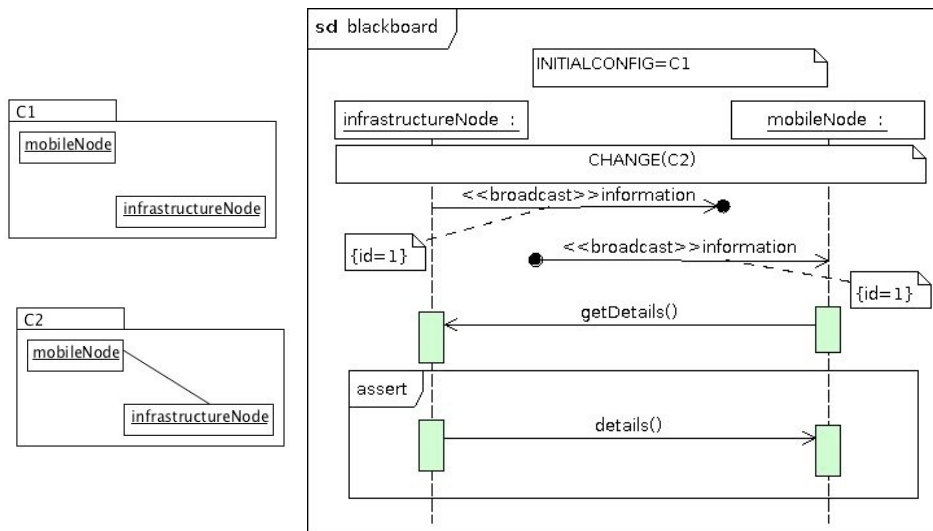 C1
mobileNode
infrastructureNode
C2
mobileNode
infrastructureNode
sd blackboard
INITIALCONFIG=C1
infrastructureNode :
mobileNode :
CHANGE(C2)
<<broadcast>>information
{id=1}
<<broadcast>>information
{id=1}
getDetails()
assert
details()